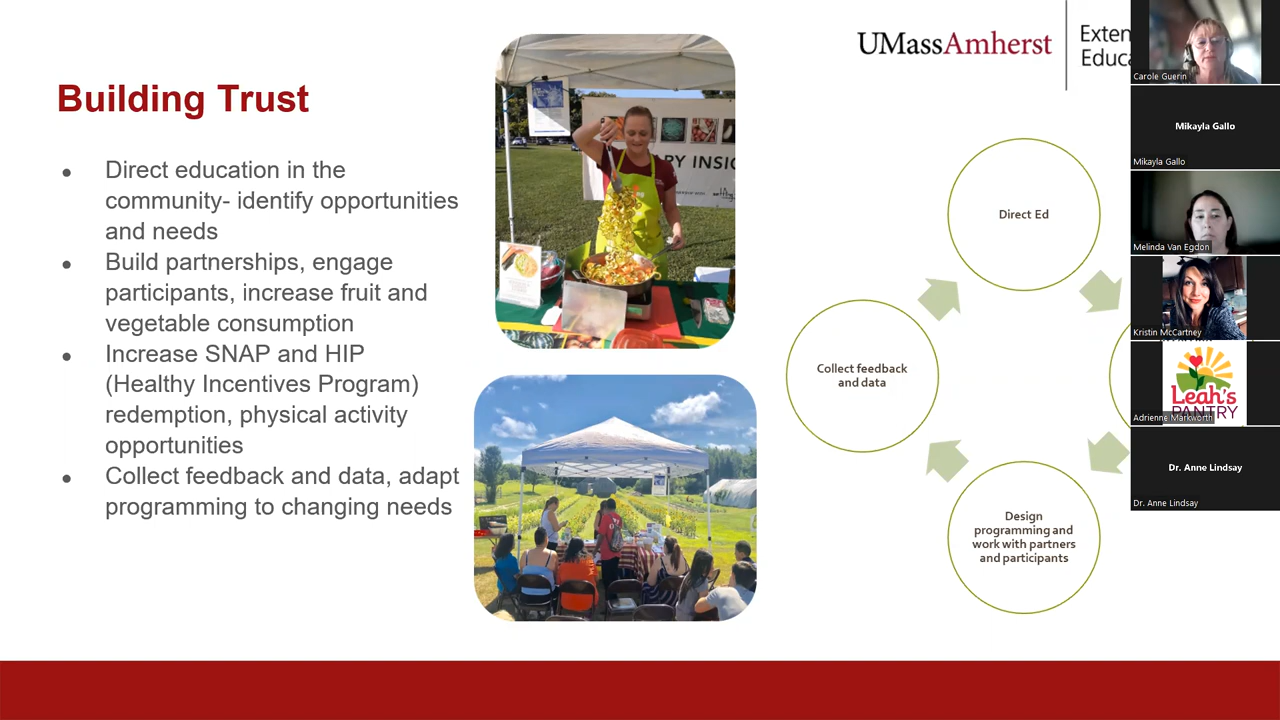 UMassAmherst
Exten
Educa
Building Trust
● Direct education in the
community- identify opportunities
and needs
● Build partnerships, engage
participants, increase fruit and
vegetable consumption
● Increase SNAP and HIP
(Healthy Incentives Program)
redemption, physical activity
opportunities
● Collect feedback and data, adapt
programming to changing needs
ARY INSIG
Direct Ed
Collect feedback
and data
Design
programming and
work with partners
and participants
Carole Guerin
Mikayla Gallo
Mikayla Gallo
Melinda Van Egdon
Kristin McCartney
Leah's
PANTRY
Adrienne Markworth
Dr. Anne Lindsay
Dr. Anne Lindsay